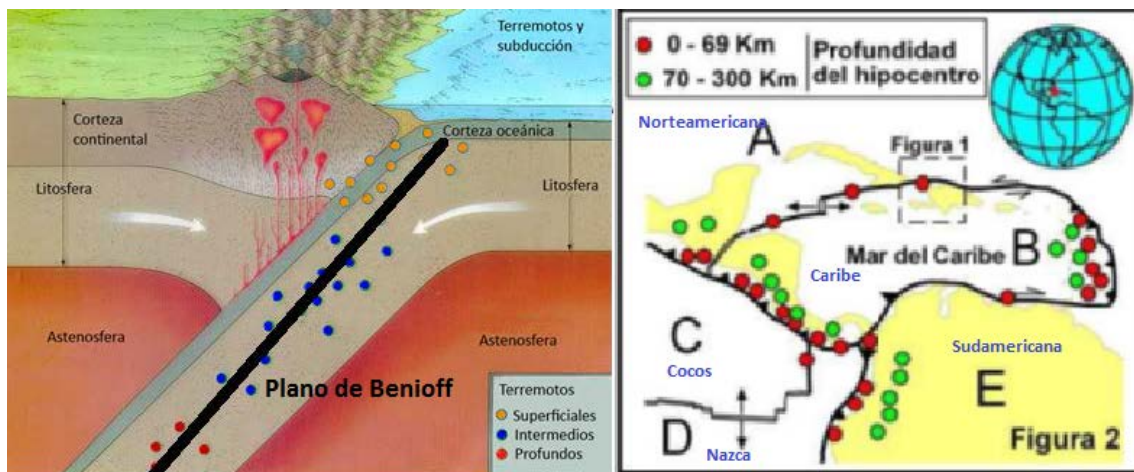 Terremotos y
subducción
Corteza
continental
Corteza oceánica
Litosfera
Litosfera
Astenosfera
Astenosfera
Plano de Benioff
Terremotos
Superficiales
Intermedios
Profundos
0 - 69 Km
70 - 300 Km
Profundidad
del hipocentro
Norteamericana
A
Figura 1
Mar del Caribe
B
Caribe
C
Cocos
Sudamericana
E
D
Nazca
Figura 2